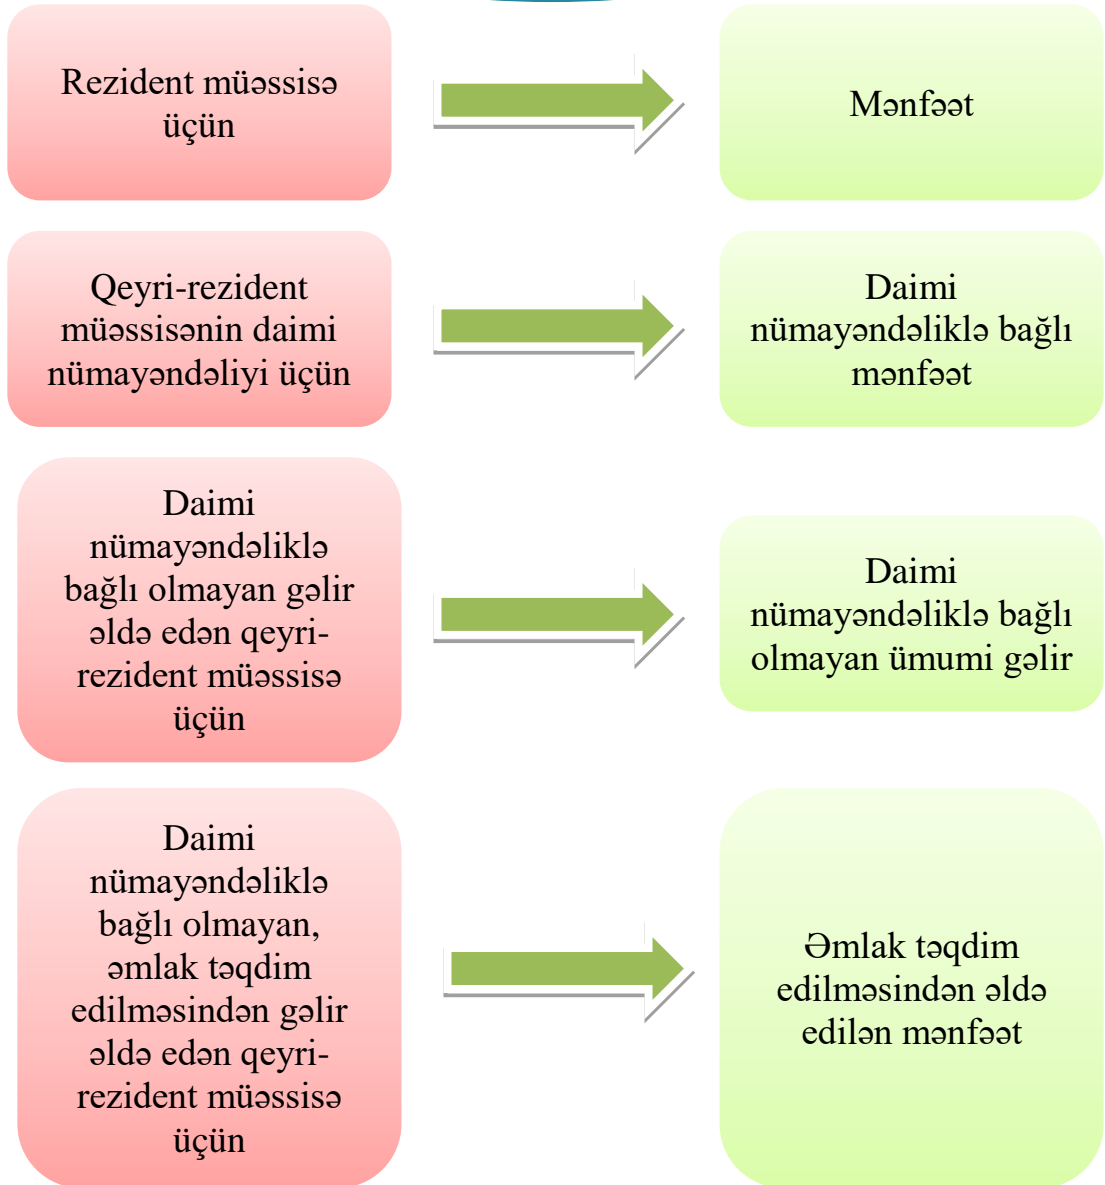 Rezident müəssisə
üçün
Mənfəət
Qeyri-rezident
müəssisənin daimi
nümayəndəliyi üçün
Daimi
nümayəndəliklə bağlı
mənfəət
Daimi
nümayəndəliklə
bağlı olmayan gəlir
əldə edən qeyri-
rezident müəssisə
üçün
Daimi
nümayəndəliklə bağlı
olmayan ümumi gəlir
Daimi
nümayəndəliklə
bağlı olmayan,
əmlak təqdim
edilməsindən gəlir
əldə edən qeyri-
rezident müəssisə
üçün
Əmlak təqdim
edilməsindən əldə
edilən mənfəət